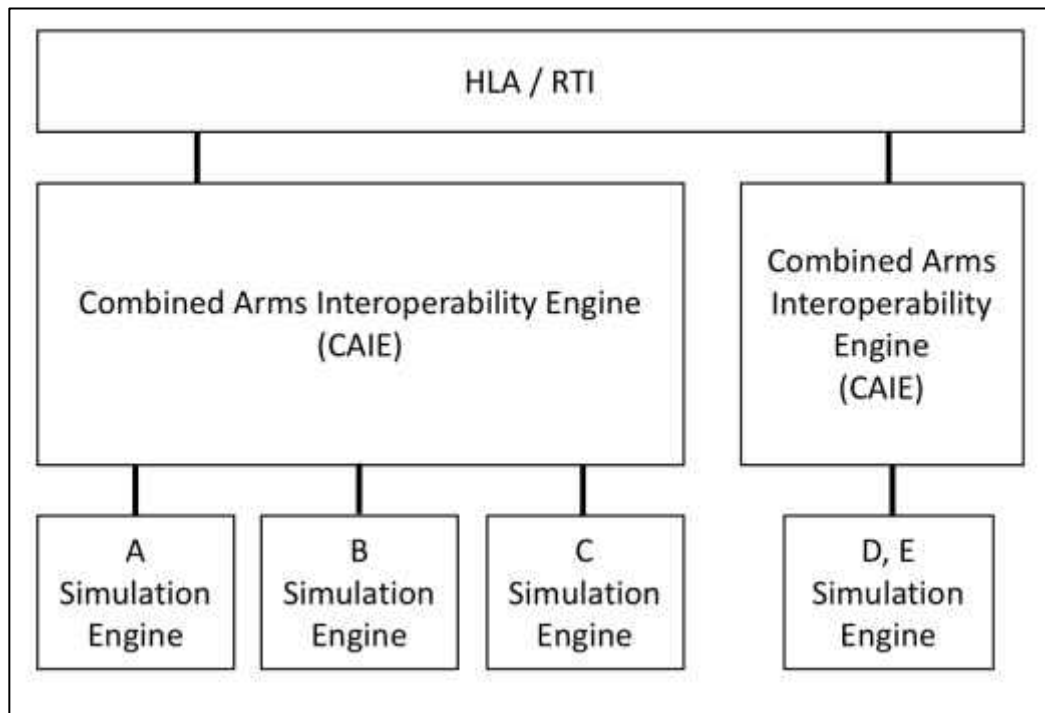 HLA / RTI
Combined Arms Interoperability Engine
(CAIE)
Combined Arms
Interoperability
Engine
(CAIE)
A
Simulation
Engine
B
Simulation
Engine
C
Simulation
Engine
D, E
Simulation
Engine